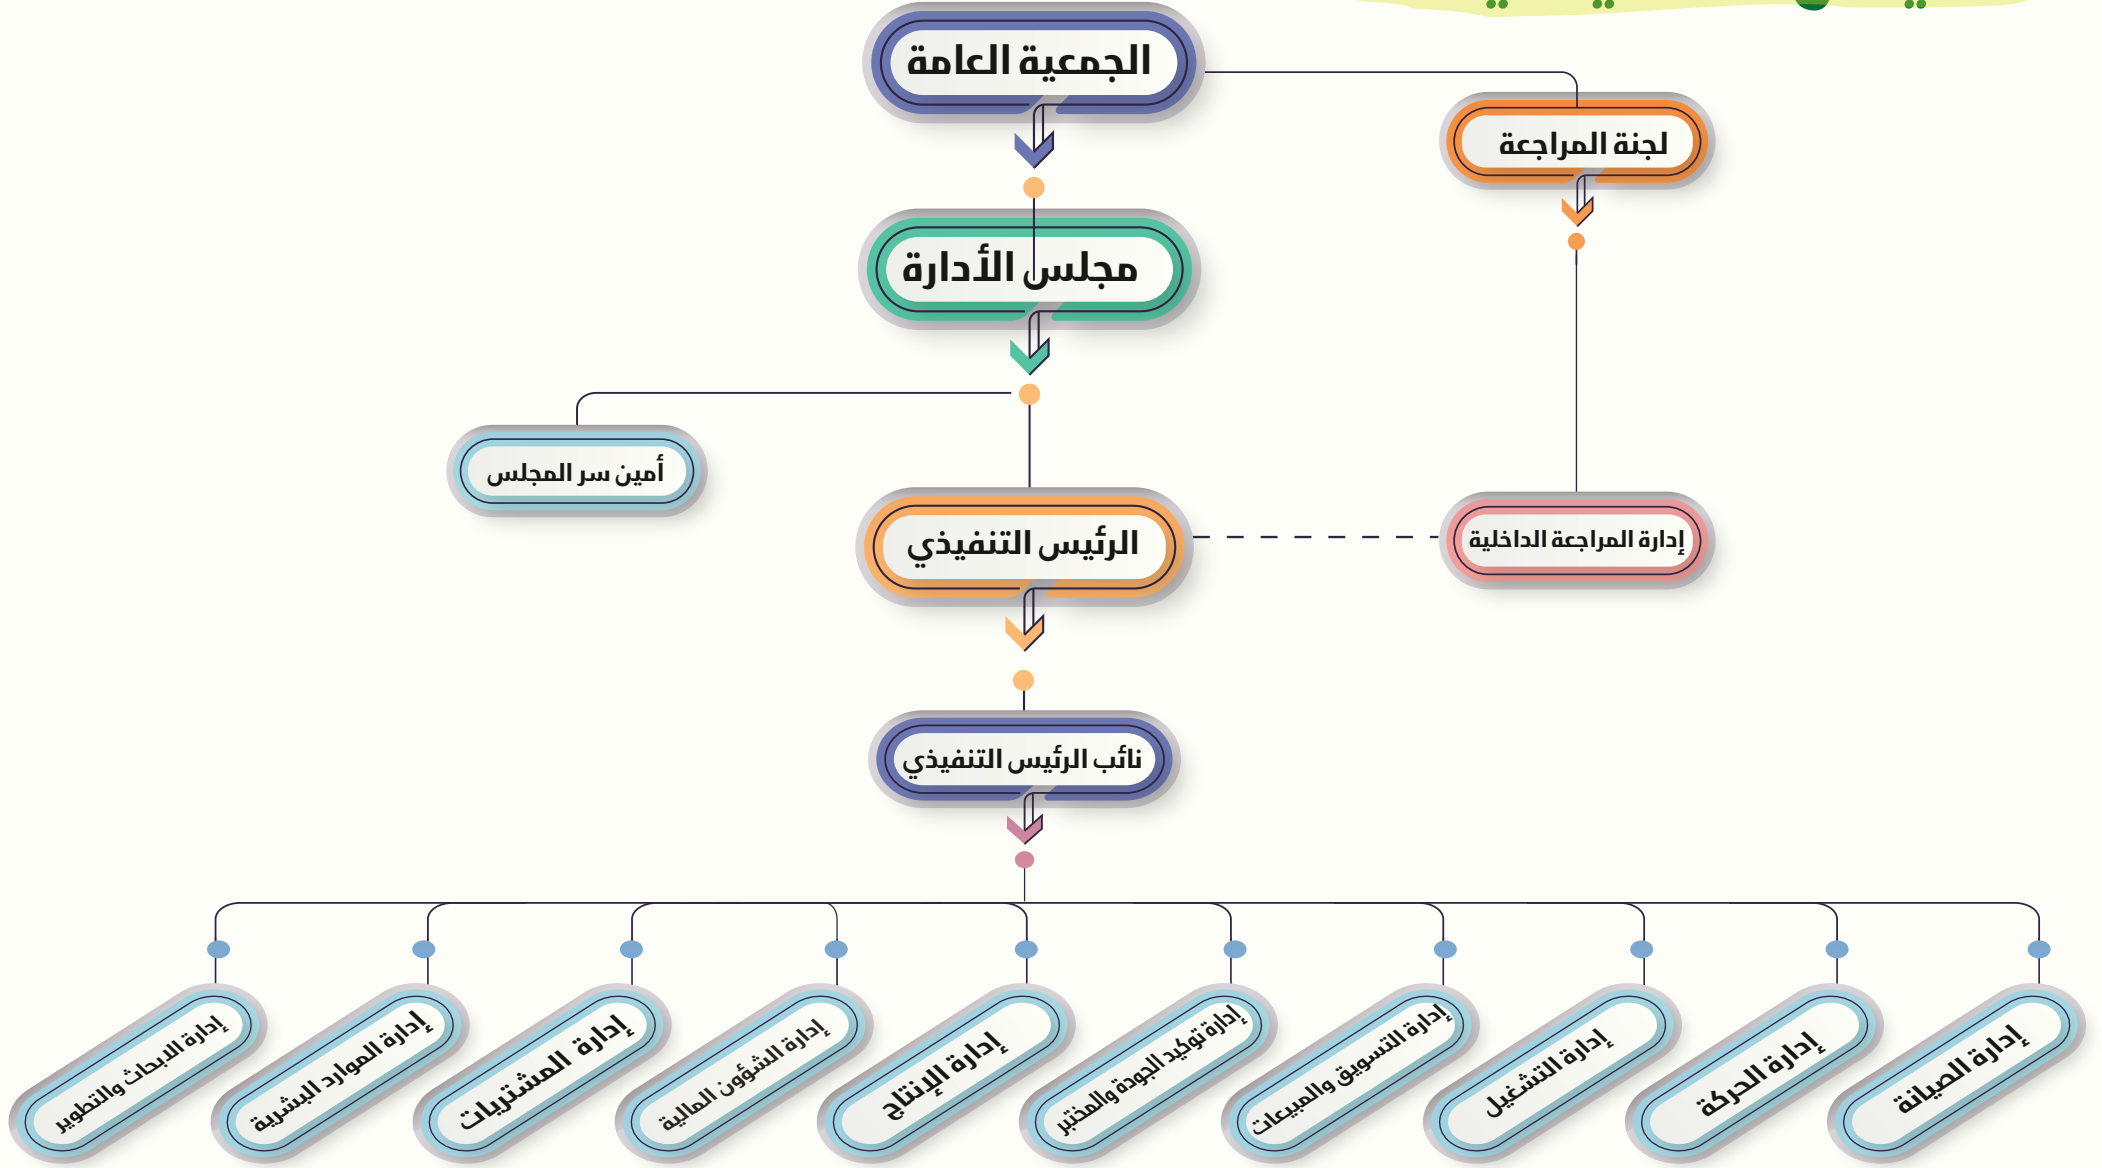 الجمعية العامة
لجنة المراجعة
مجلس الأدارة
أمين سر المجلس
الرئيس التنفيذي
إدارة المراجعة الداخلية
نائب الرئيس التنفيذي
إدارة الصيانة
إدارة الحركة
إدارة التشغيل
إدارة التسويق والمبيعات
إدارة توكيد الجودة والمختبر
إدارة الإنتاج
إدارة الشؤون المالية
إدارة المشتريات
إدارة الموارد البشرية
إدارة الابحاث والتطوير